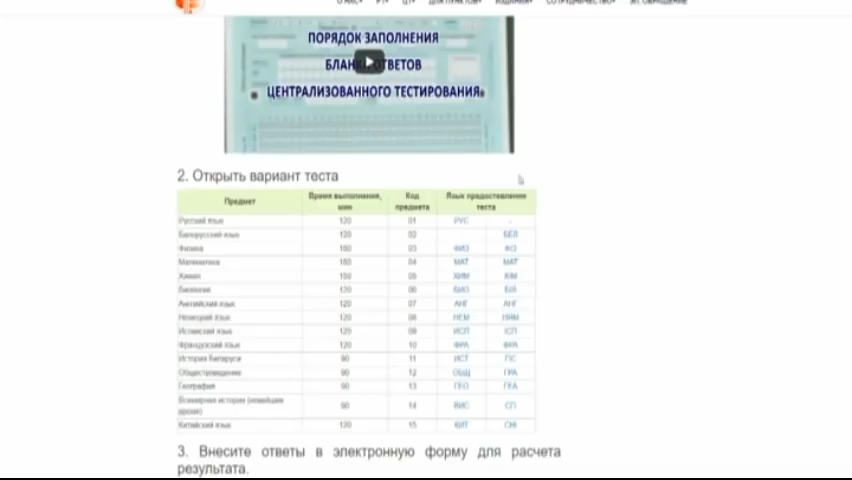 ПОРЯДОК ЗАПОЛНЕНИЯ
БЛАНКА ОТВЕТОВ
ЦЕНТРАЛИЗОВАННОГО ТЕСТИРОВАНИЯ
2. Открыть вариант теста
Предмет Время выполнения, мин Код предмета Язык предоставления теста
Русский язык 120 01 РУС -
Белорусский язык 120 02 БЕЛ
Физика 180 03 ФИЗ ФІЗ
Математика 180 04 МАТ МАТ
Химия 150 05 ХИМ ХІМ
Биология 120 06 БИО БІЯ
Английский язык 120 07 АНГ АНГ
Немецкий язык 120 08 НЕМ НЯМ
Испанский язык 120 09 ИСП ІСП
Французский язык 120 10 ФРА ФРА
История Беларуси 90 11 ИСТ ГІС
Обществоведение 90 12 ОБЩ ГРА
География 90 13 ГЕО ГЕА
Всемирная история (новейшее
время) 90 14 СП
Китайский язык 120 15 КИТ
3. Внесите ответы в электронную форму для расчета
результата.